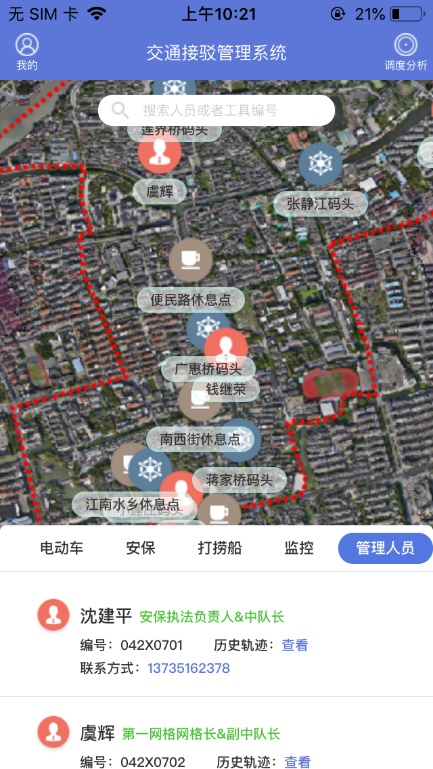 无 SIM 卡 上午10:21 21%
我的 交通接驳管理系统 调度分析
搜索人员或者工具编号
莲界桥码头
虞辉
张静江码头
便民路休息点
广惠桥码头
钱继荣
南西街休息点
蒋家桥码头
江南水乡休息点
电动车 安保 打捞船 监控 管理人员
沈建平 安保执法负责人&中队长
编号：042X0701 历史轨迹：查看
联系方式：13735162378
虞辉 第一网格网格长&副中队长
编号：042X0702 历史轨迹：查看